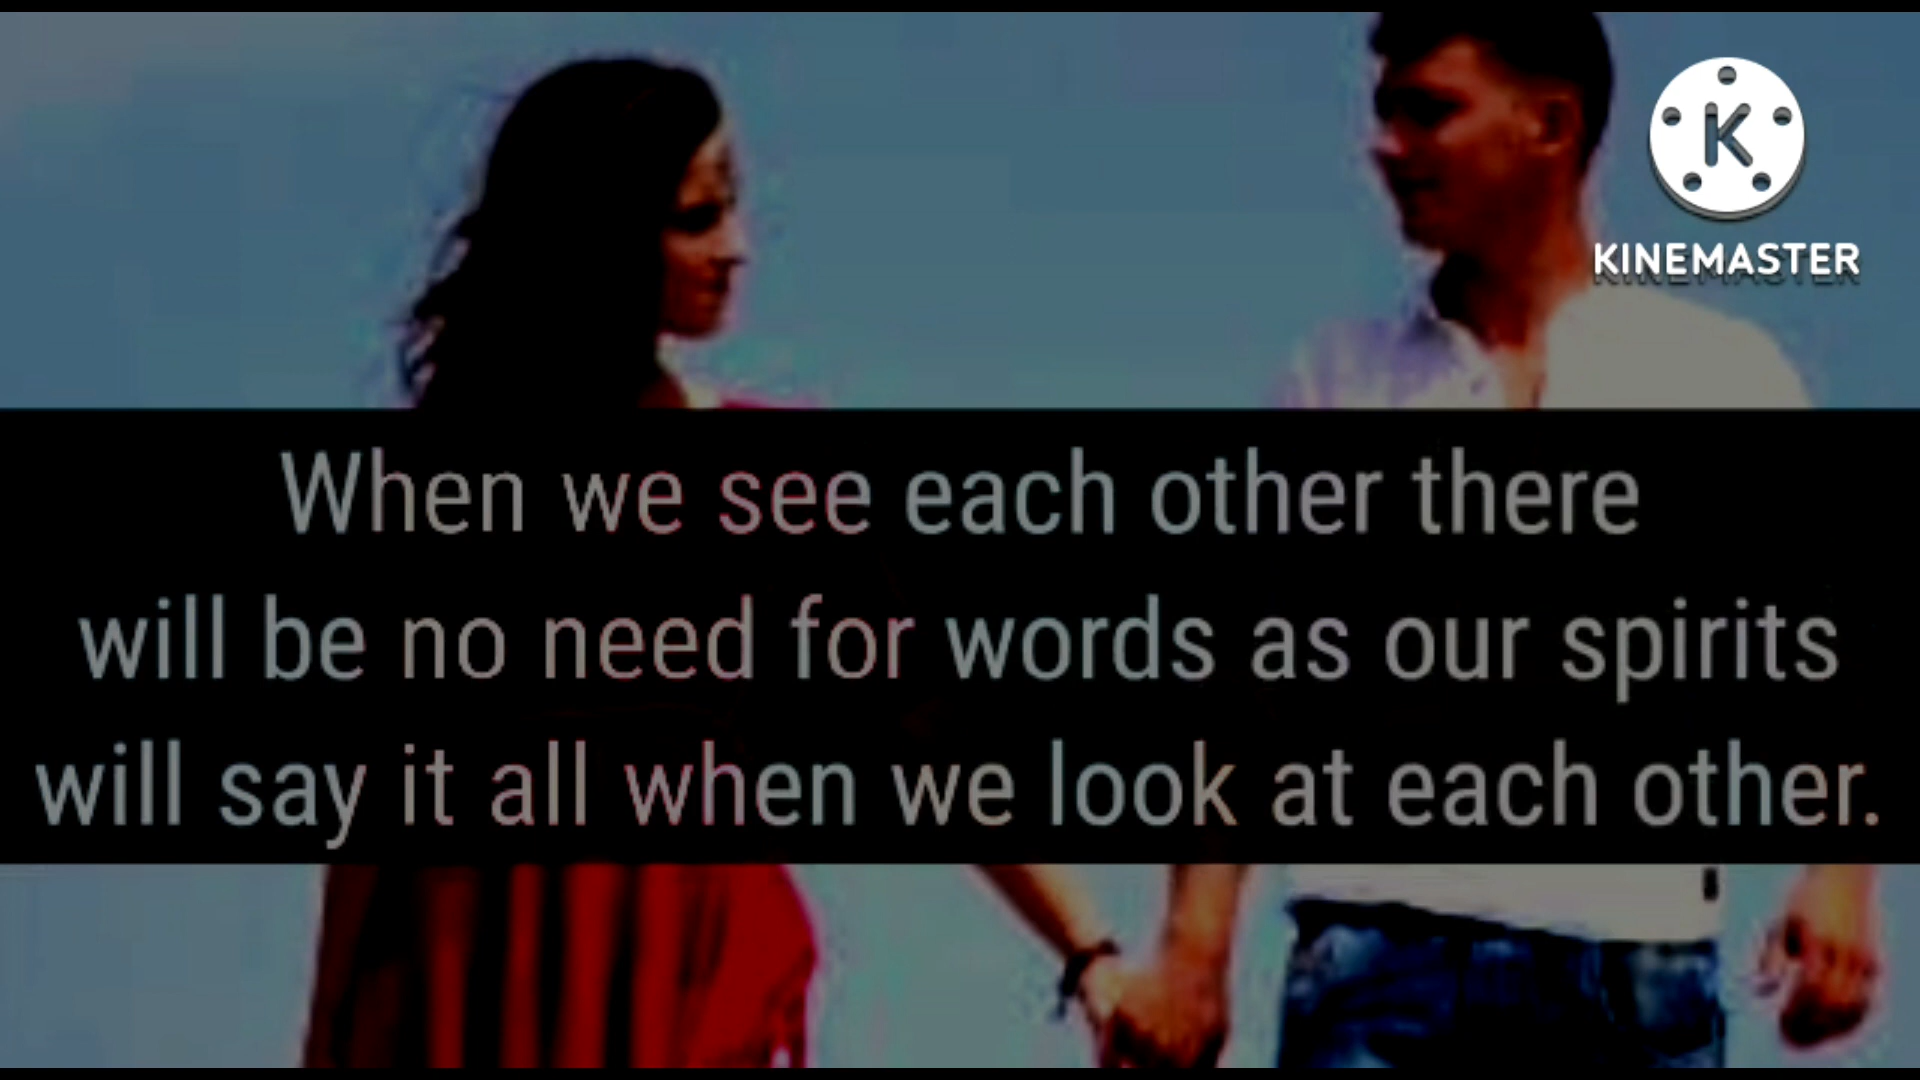 K
KINEMASTER
When we see each other there
will be no need for words as our spirits
will say it all when we look at each other.